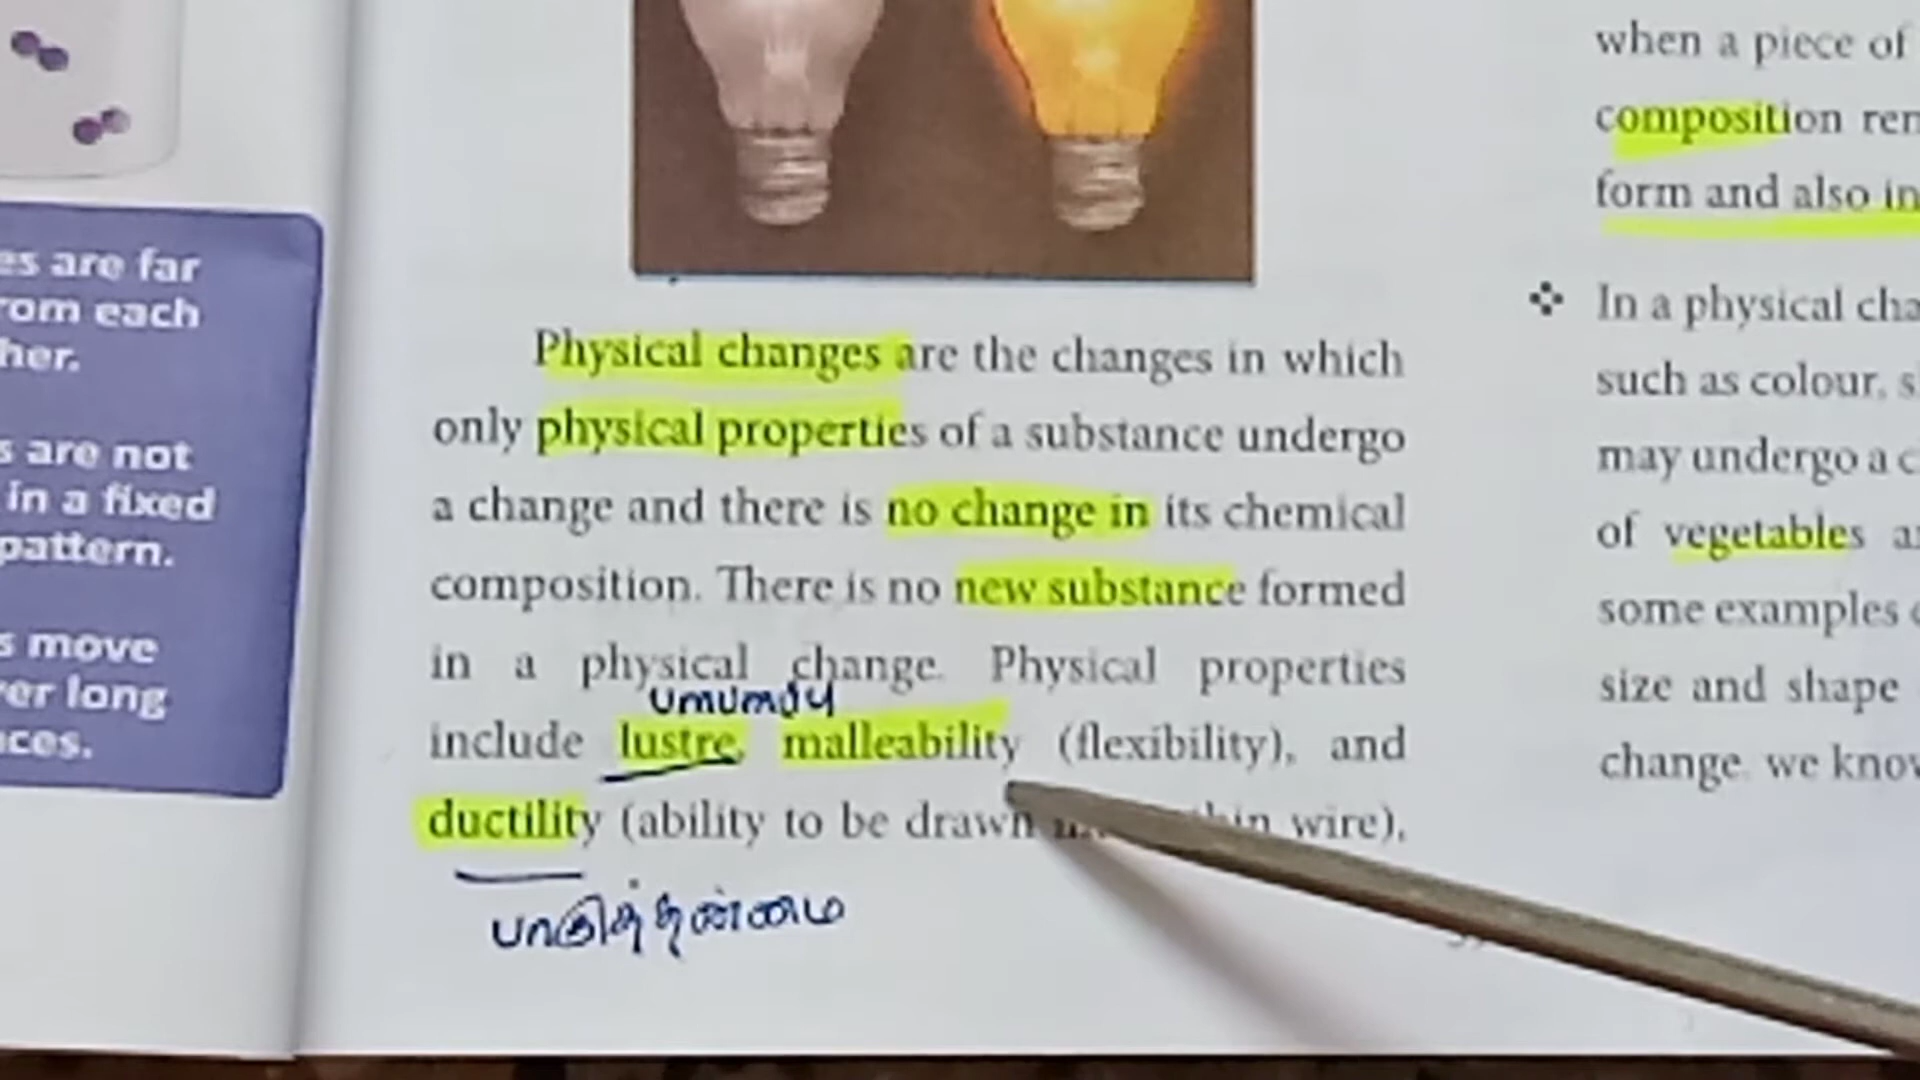 es are far
rom each
her.
s are not
in a fixed
pattern.
s move
er long
ces.
Physical changes are the changes in which
only physical properties of a substance undergo
a change and there is no change in its chemical
composition. There is no new substance formed
in a physical change. Physical properties
பளபளப்பு
include lustre, malleability (flexibility), and
ductility (ability to be drawn thin wire),
when a piece of
composition rem
form and also in
❖ In a physical cha
such as colour, s
may undergo a c
of vegetables a
some examples
size and shape
change, we know